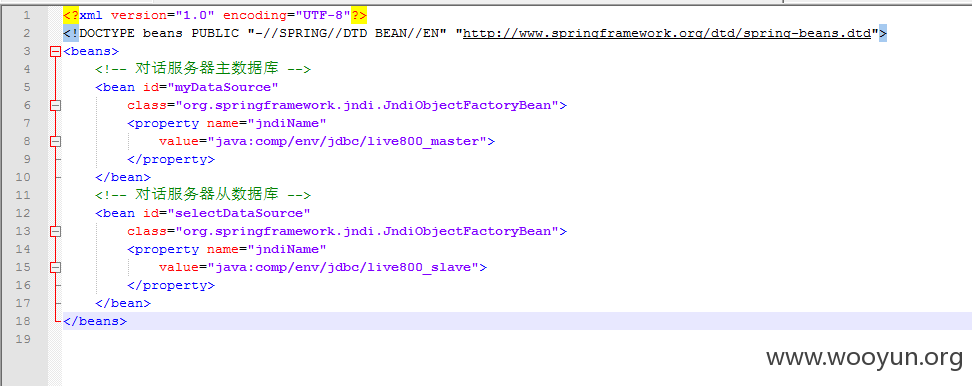 1 <?xml version="1.0" encoding="UTF-8"?>
2 <!DOCTYPE beans PUBLIC "-//SPRING//DTD BEAN//EN" "http://www.springframework.org/dtd/spring-beans.dtd">
3 <beans>
4 <!-- 对话服务器主数据库 -->
5 <bean id="myDataSource"
6 class="org.springframework.jndi.JndiObjectFactoryBean">
7 <property name="jndiName"
8 value="java:comp/env/jdbc/live800_master">
9 </property>
10 </bean>
11 <!-- 对话服务器从数据库 -->
12 <bean id="selectDataSource"
13 class="org.springframework.jndi.JndiObjectFactoryBean">
14 <property name="jndiName"
15 value="java:comp/env/jdbc/live800_slave">
16 </property>
17 </bean>
18 </beans>
19
www.wooyun.org